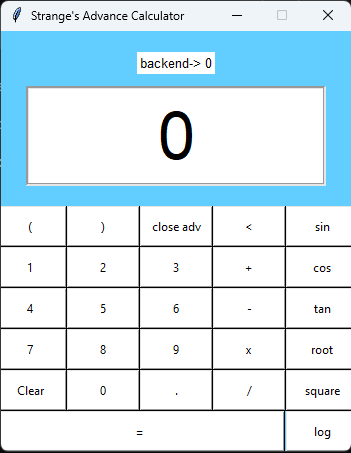 Strange's Advance Calculator
backend-> 0
0
( ) close adv < sin
1 2 3 + cos
4 5 6 - tan
7 8 9 x root
Clear 0 . / square
= log